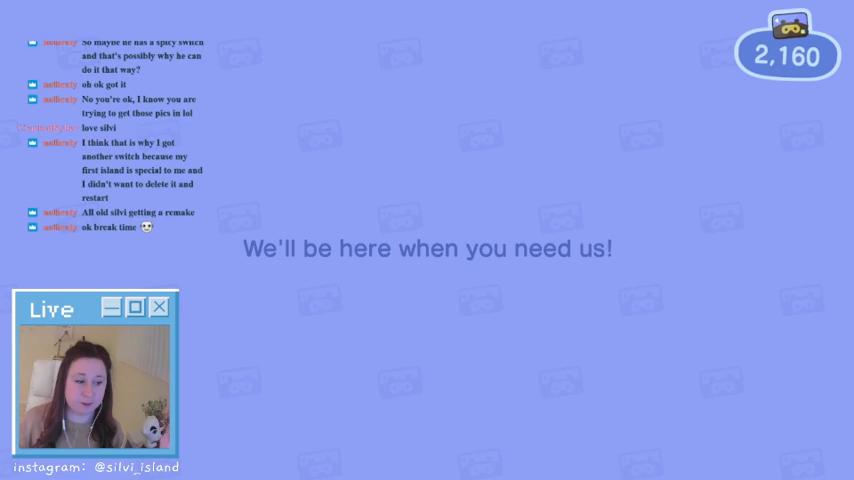 So maybe he has a spicy switch
and that's possibly why he can
do it that way?
oh ok got it
No you're ok, I know you are
trying to get those pics in lol
love silvi
I think that is why I got
another switch because my
first island is special to me and
I didn't want to delete it and
restart
All old silvi getting a remake
ok break time
2,160
We'll be here when you need us!
Live
instagram: @silvi_island